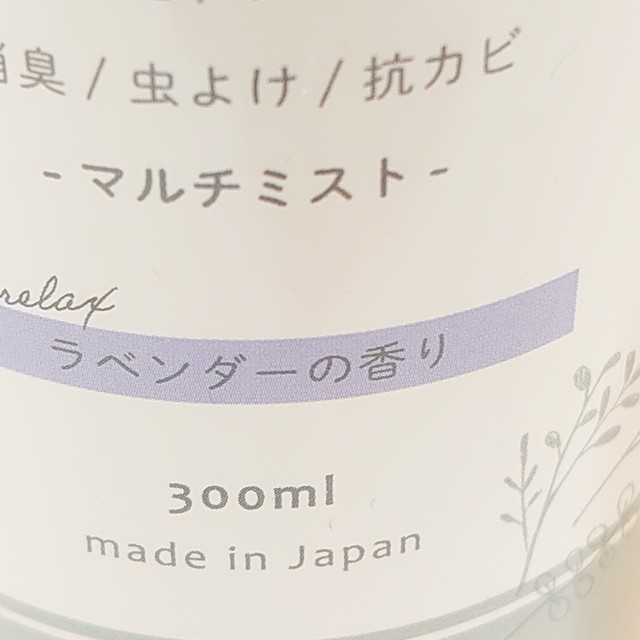 消臭/虫よけ/抗カビ
-マルチミスト-
relax
ラベンダーの香り
300ml
made in Japan